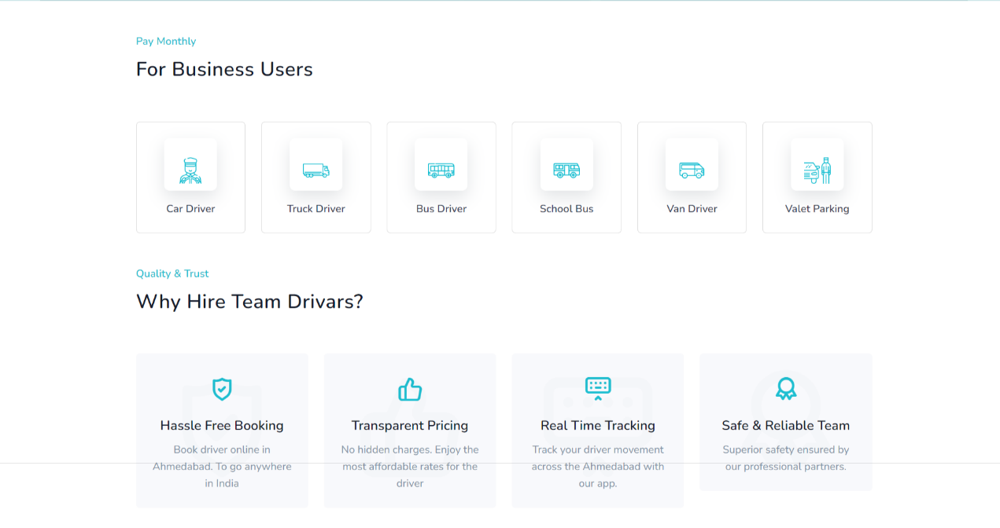 Pay Monthly
For Business Users
Car Driver
Truck Driver
Bus Driver
School Bus
Van Driver
Valet Parking
Quality & Trust
Why Hire Team Drivars?
Hassle Free Booking
Book driver online in
Ahmedabad. To go anywhere
in India
Transparent Pricing
No hidden charges. Enjoy the
most affordable rates for the
driver
Real Time Tracking
Track your driver movement
across the Ahmedabad with
our app.
Safe & Reliable Team
Superior safety ensured by
our professional partners.